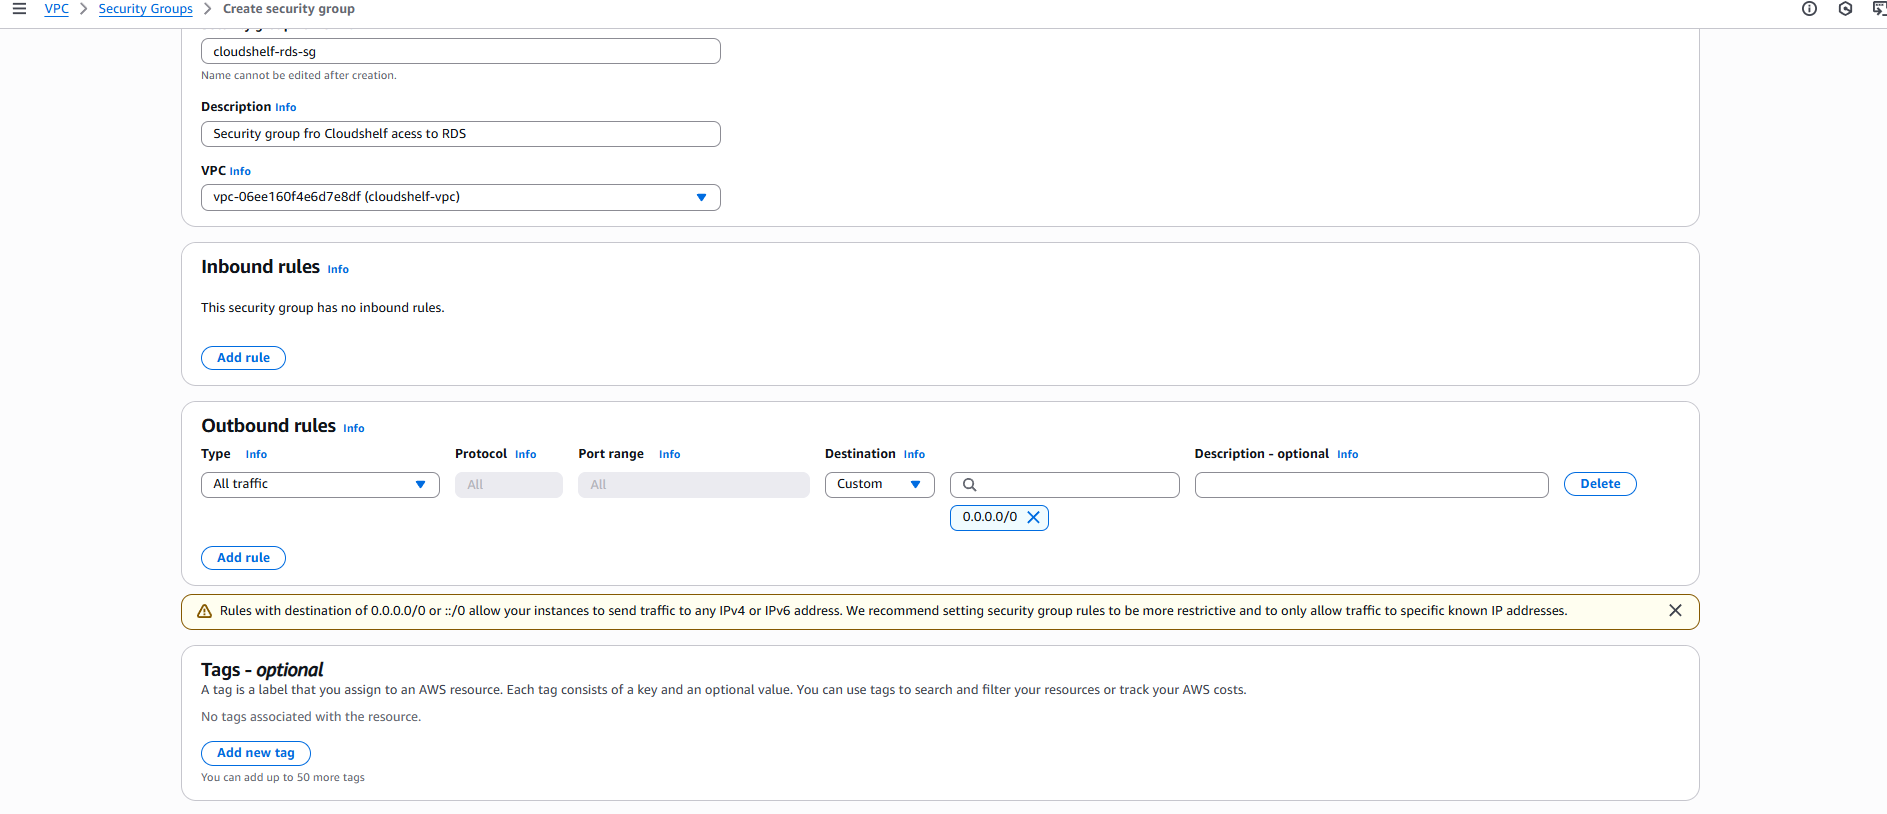 VPC > Security Groups > Create security group
cloudshelf-rds-sg
Name cannot be edited after creation.
Description Info
Security group fro Cloudshelf acess to RDS
VPC Info
vpc-06ee160f4e6d7e8df (cloudshelf-vpc)
Inbound rules Info
This security group has no inbound rules.
Add rule
Outbound rules Info
Type Info Protocol Info Port range Info Destination Info Description - optional Info
All traffic All All Custom Delete
0.0.0.0/0
Add rule
Rules with destination of 0.0.0.0/0 or ::/0 allow your instances to send traffic to any IPv4 or IPv6 address. We recommend setting security group rules to be more restrictive and to only allow traffic to specific known IP addresses.
Tags - optional
A tag is a label that you assign to an AWS resource. Each tag consists of a key and an optional value. You can use tags to search and filter your resources or track your AWS costs.
No tags associated with the resource.
Add new tag
You can add up to 50 more tags